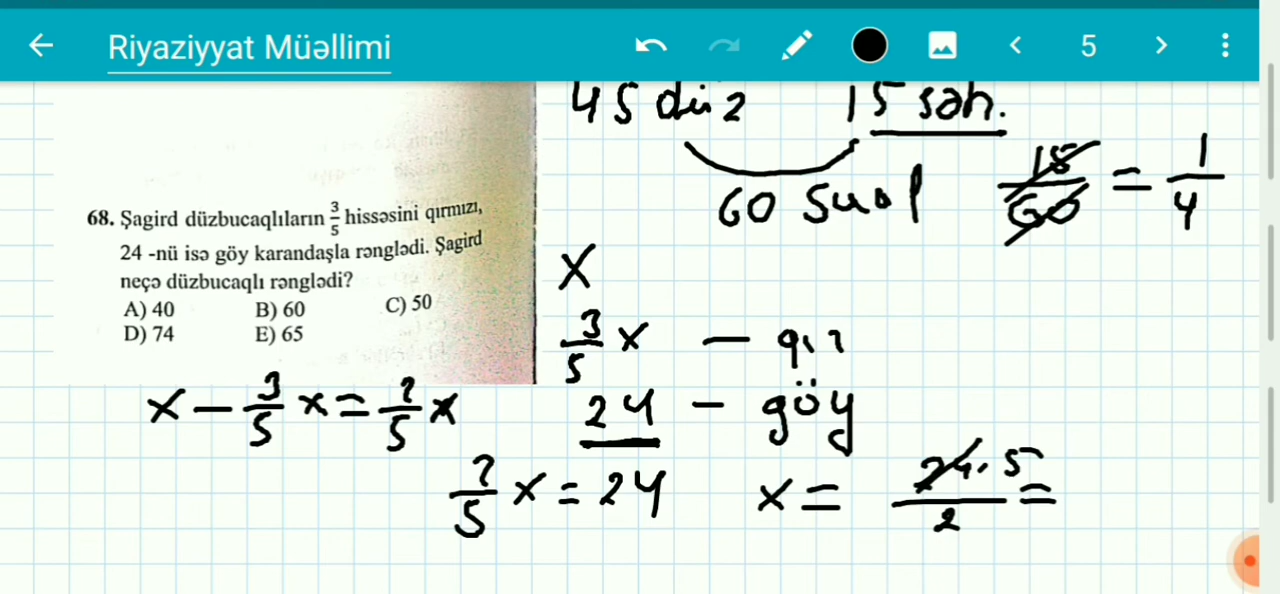 Riyaziyyat Müəllimi
5
45 düz 15 səh.
60 sual 15/60 = 1/4
68. Şagird düzbucaqlıların 3/5 hissəsini qırmızı,
24 -nü isə göy karandaşla rənglədi. Şagird
neçə düzbucaqlı rənglədi?
A) 40 B) 60 C) 50
D) 74 E) 65
x
3/5 x — qır
24 — göy
x - 3/5 x = 2/5 x
2/5 x = 24 x = 24·5/2 =